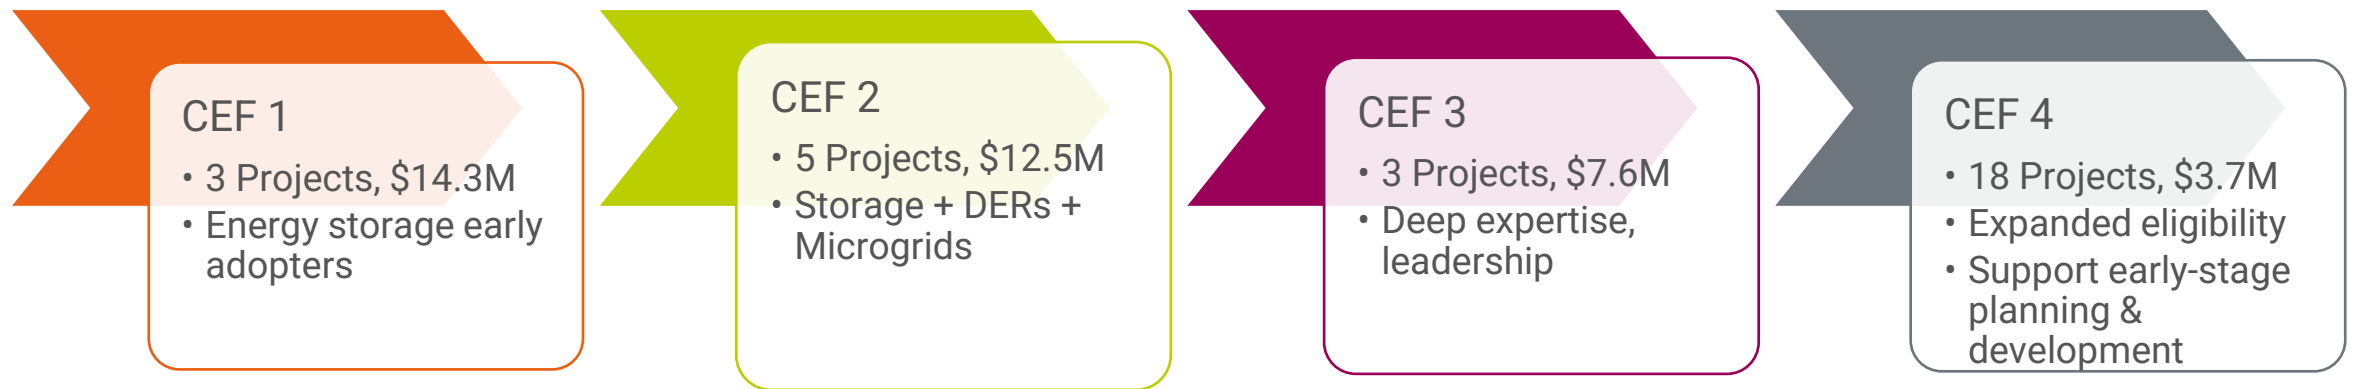 CEF 1
• 3 Projects, $14.3M
• Energy storage early
adopters
CEF 2
• 5 Projects, $12.5M
• Storage + DERs +
Microgrids
CEF 3
• 3 Projects, $7.6M
• Deep expertise,
leadership
CEF 4
• 18 Projects, $3.7M
• Expanded eligibility
• Support early-stage
planning &
development